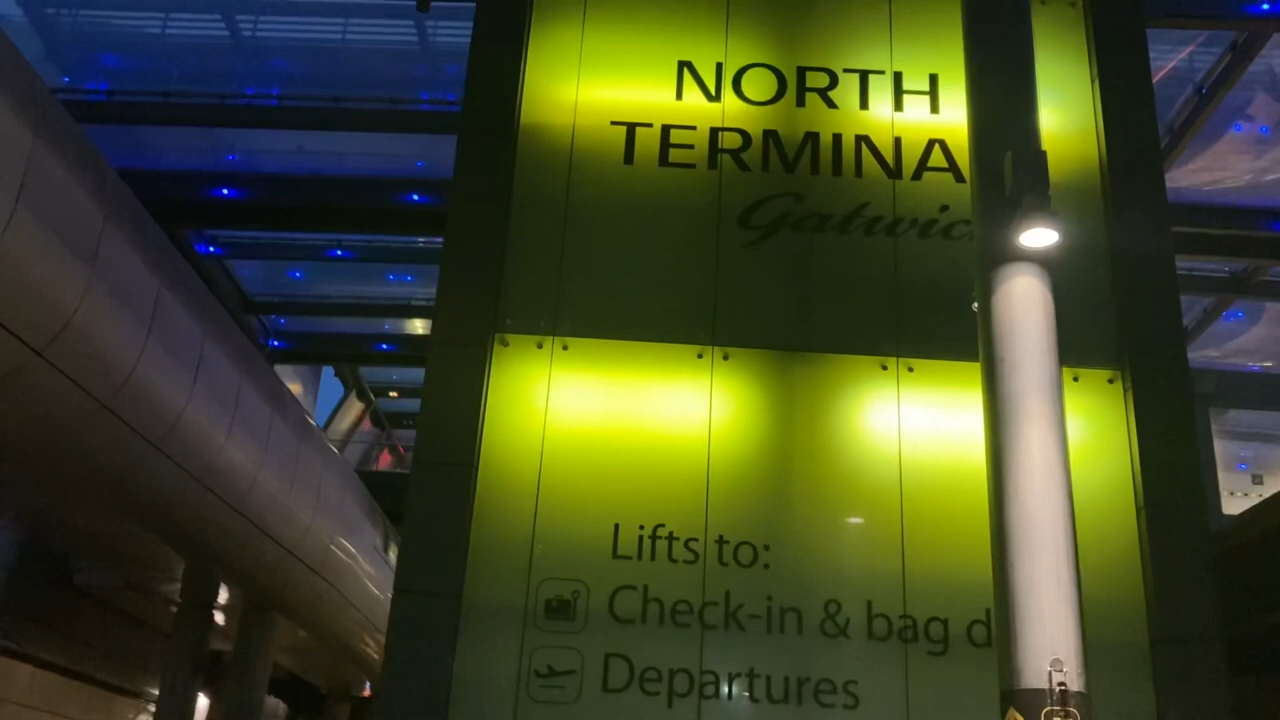 NORTH
TERMINA
Gatwic
Lifts to:
Check-in & bag d
Departures